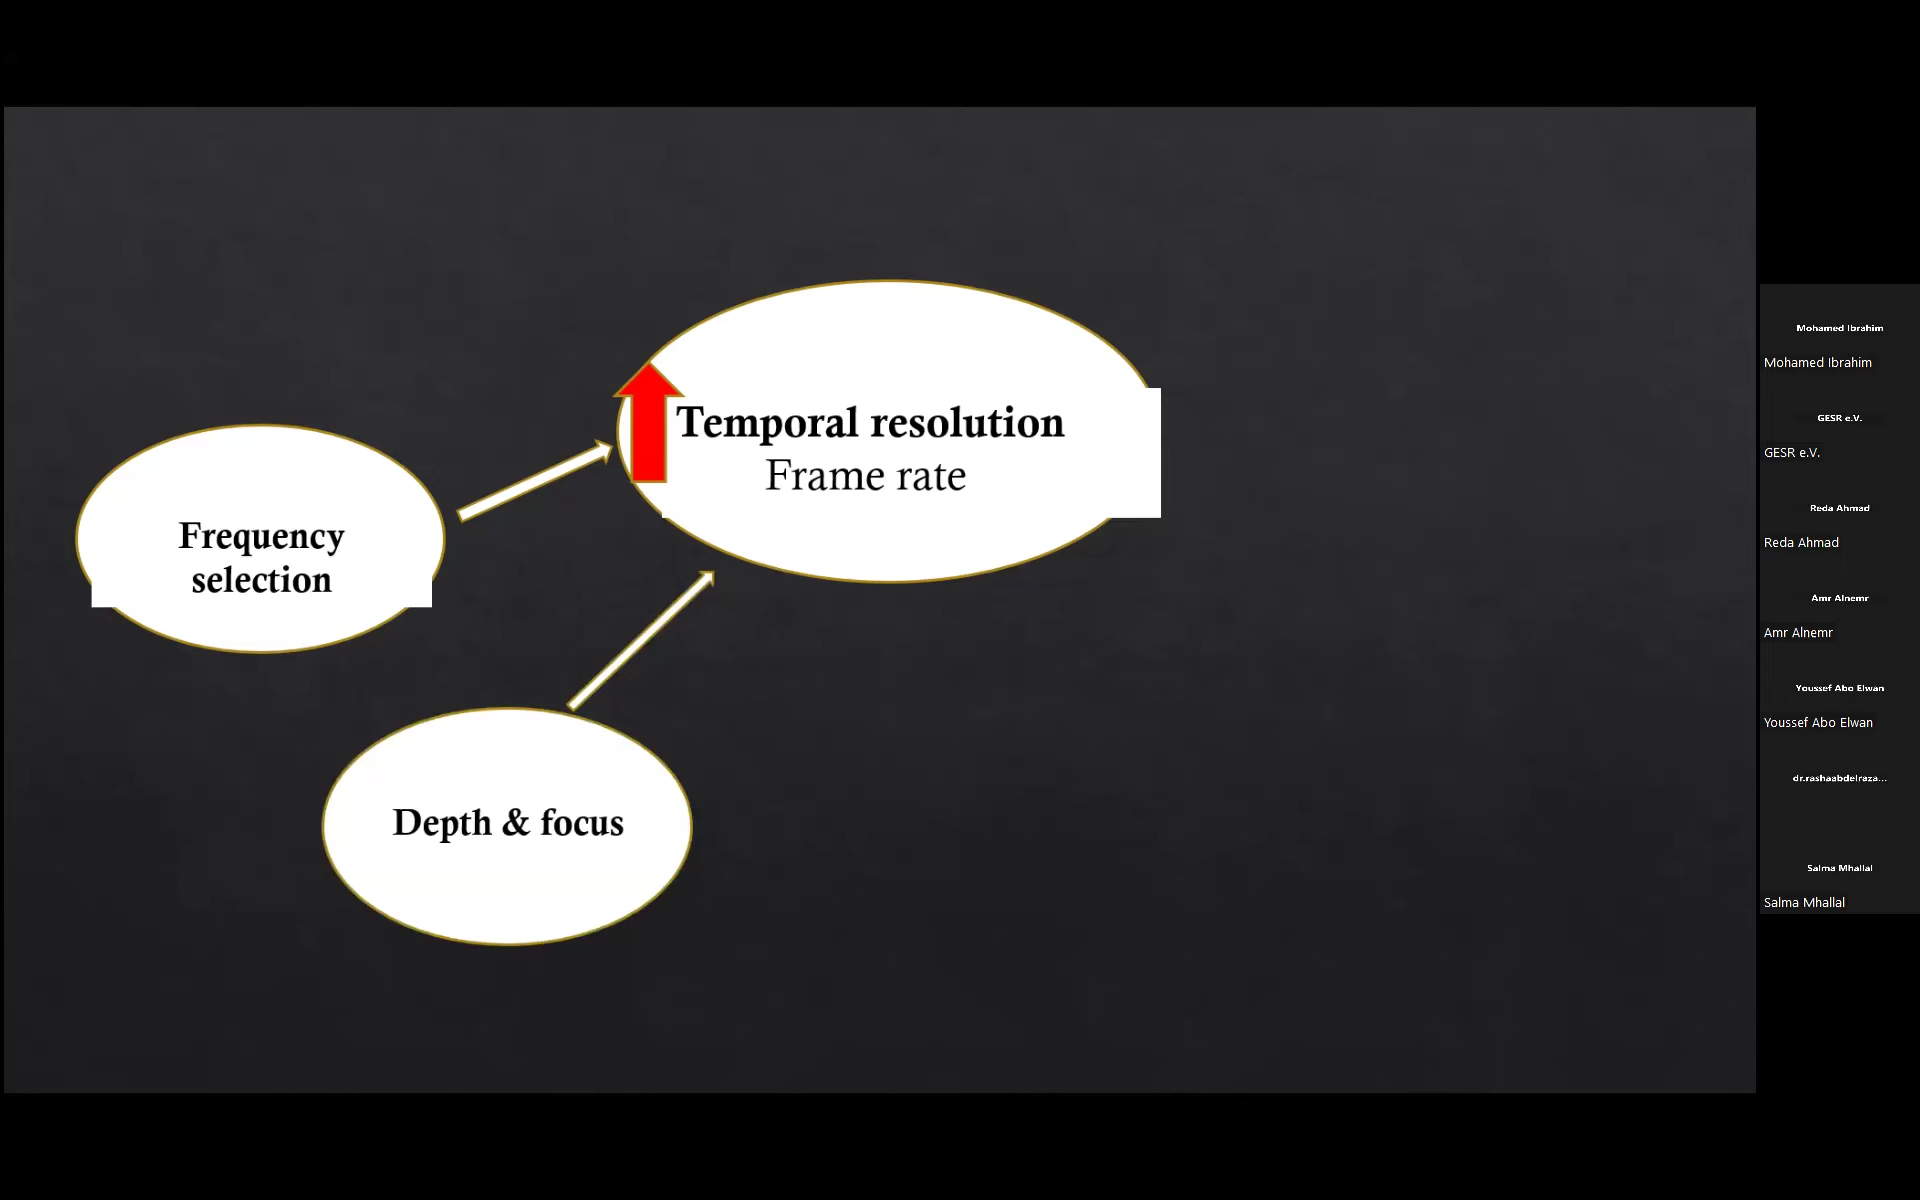 Temporal resolution
Frame rate
Frequency
selection
Depth & focus
Mohamed Ibrahim
Mohamed Ibrahim
GESR e.V.
GESR e.V.
Reda Ahmad
Reda Ahmad
Amr Alnemr
Amr Alnemr
Youssef Abo Elwan
Youssef Abo Elwan
dr.rashaabdelraza...
Salma Mhallal
Salma Mhallal